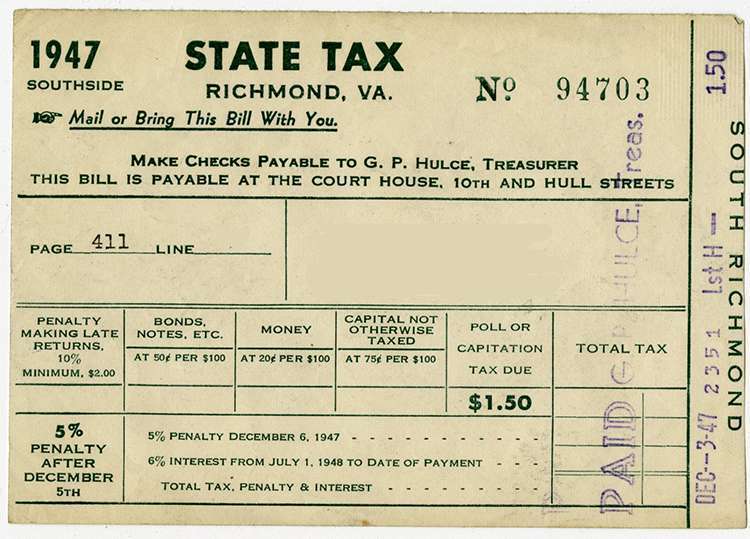 1947
STATE TAX
SOUTHSIDE
RICHMOND, VA.
Nº 94703
Mail or Bring This Bill With You.
MAKE CHECKS PAYABLE TO G. P. HULCE, TREASURER
THIS BILL IS PAYABLE AT THE COURT HOUSE, 10TH AND HULL STREETS
PAGE 411 LINE
PENALTY
MAKING LATE
RETURNS,
10%
MINIMUM, $2.00
BONDS,
NOTES, ETC.
AT 50¢ PER $100
MONEY
AT 20¢ PER $100
CAPITAL NOT
OTHERWISE
TAXED
AT 75¢ PER $100
POLL OR
CAPITATION
TAX DUE
$1.50
TOTAL TAX
5%
PENALTY
AFTER
DECEMBER
5TH
5% PENALTY DECEMBER 6, 1947
6% INTEREST FROM JULY 1, 1948 TO DATE OF PAYMENT
TOTAL TAX, PENALTY & INTEREST
PAID G. P. HULCE, Treas.
DEC--3-47 2351 LstH— 1.50
SOUTH RICHMOND